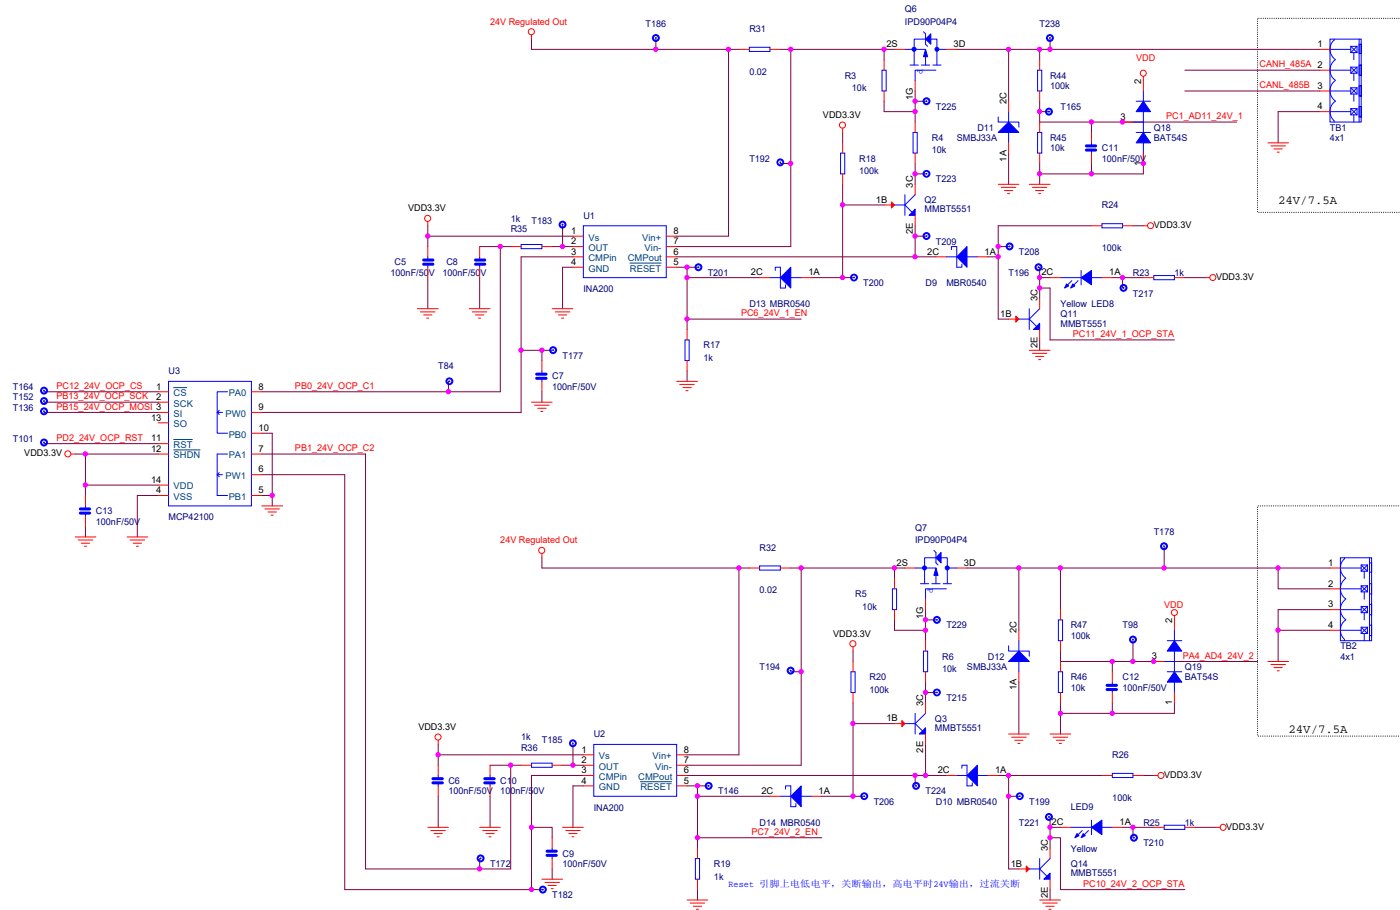 24V Regulated Out
T186
R31
0.02
Q6
IPD90P04P4
2S
3D
1G
T238
R3
10k
T225
R4
10k
T223
VDD3.3V
R18
100k
T192
3C
1B
2E
Q2
MMBT5551
T209
2C
D11
SMBJ33A
1A
R44
100k
T165
R45
10k
C11
100nF/50V
VDD
2
3
Q18
BAT54S
PC1_AD11_24V_1
CANH_485A
CANL_485B
1
2
3
4
TB1
4x1
24V/7.5A
VDD3.3V
1k
R35
T183
C5
100nF/50V
C8
100nF/50V
U1
1
2
3
4
Vs
OUT
CMPin
GND
Vin+
Vin-
CMPout
RESET
8
7
6
5
INA200
T201
2C
1A
D13 MBR0540
PC6_24V_1_EN
T200
R17
1k
2C
1A
D9 MBR0540
T208
R24
100k
VDD3.3V
T196
2C
1A
Yellow LED8
T217
R23
1k
VDD3.3V
3C
1B
2E
Q11
MMBT5551
PC11_24V_1_OCP_STA
T177
C7
100nF/50V
T84
U3
T164
PC12_24V_OCP_CS
T152
PB13_24V_OCP_SCK
T136
PB15_24V_OCP_MOSI
T101
PD2_24V_OCP_RST
VDD3.3V
1
2
3
13
11
12
14
4
CS
SCK
SI
SO
RST
SHDN
VDD
VSS
PA0
PW0
PB0
PA1
PW1
PB1
8
9
10
7
6
5
PB0_24V_OCP_C1
PB1_24V_OCP_C2
C13
100nF/50V
MCP42100
24V Regulated Out
R32
0.02
Q7
IPD90P04P4
2S
3D
1G
T178
R5
10k
T229
R6
10k
T215
VDD3.3V
R20
100k
T194
3C
1B
2E
Q3
MMBT5551
T224
2C
D12
SMBJ33A
1A
R47
100k
T98
R46
10k
C12
100nF/50V
VDD
2
3
1
Q19
BAT54S
PA4_AD4_24V_2
1
2
3
4
TB2
4x1
24V/7.5A
VDD3.3V
1k
R36
T185
C6
100nF/50V
C10
100nF/50V
U2
1
2
3
4
Vs
OUT
CMPin
GND
Vin+
Vin-
CMPout
RESET
8
7
6
5
INA200
T146
2C
1A
D14 MBR0540
PC7_24V_2_EN
T206
R19
1k
2C
1A
D10 MBR0540
T199
R26
100k
VDD3.3V
T221
2C
1A
LED9
Yellow
T210
R25
1k
VDD3.3V
3C
1B
2E
Q14
MMBT5551
PC10_24V_2_OCP_STA
C9
100nF/50V
T172
T182
Reset 引脚上电低电平, 关断输出, 高电平时24V输出, 过流关断